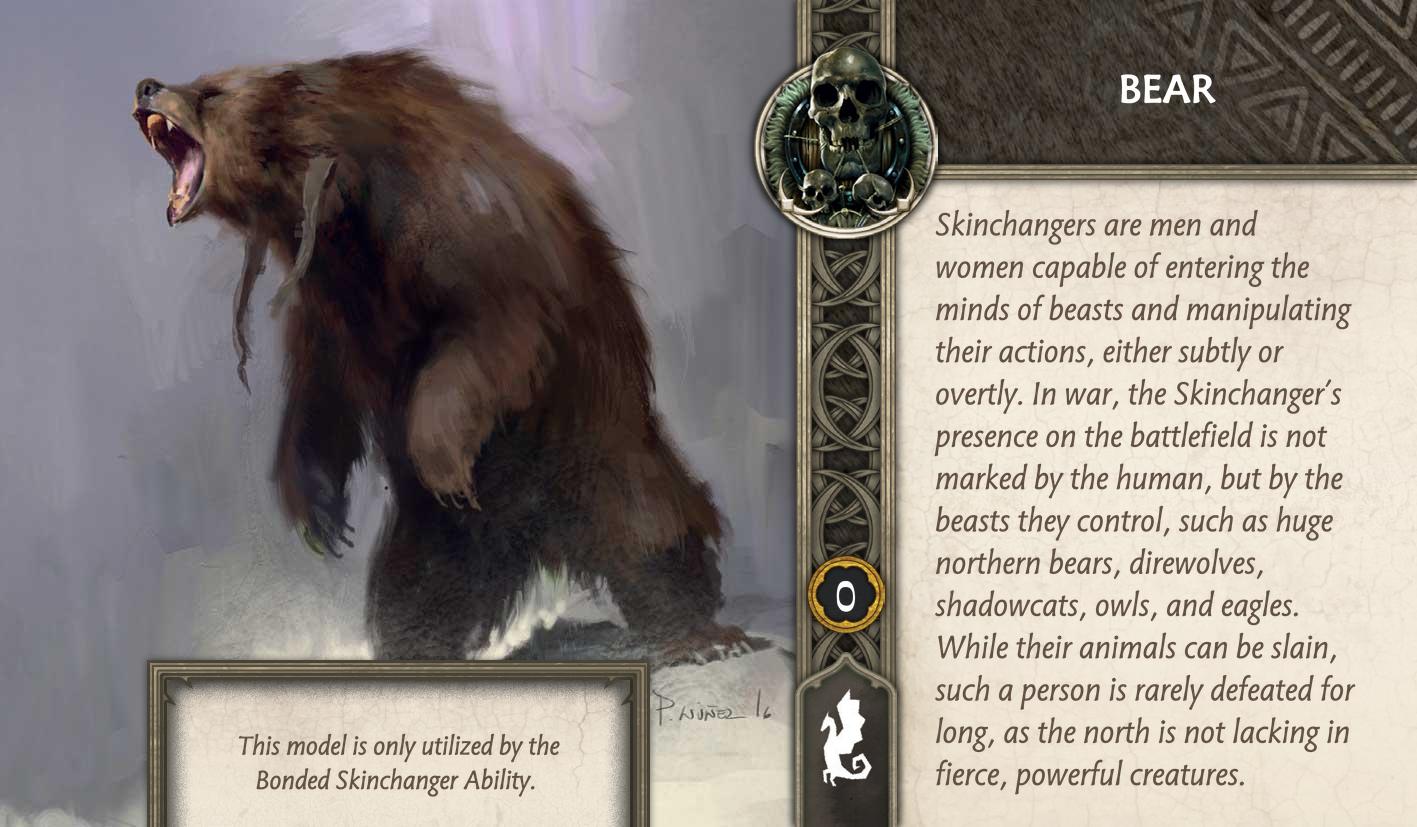 BEAR
Skinchangers are men and
women capable of entering the
minds of beasts and manipulating
their actions, either subtly or
overtly. In war, the Skinchanger's
presence on the battlefield is not
marked by the human, but by the
beasts they control, such as huge
northern bears, direwolves,
shadowcats, owls, and eagles.
While their animals can be slain,
such a person is rarely defeated for
long, as the north is not lacking in
fierce, powerful creatures.
0
P. NUÑEZ 16
This model is only utilized by the
Bonded Skinchanger Ability.